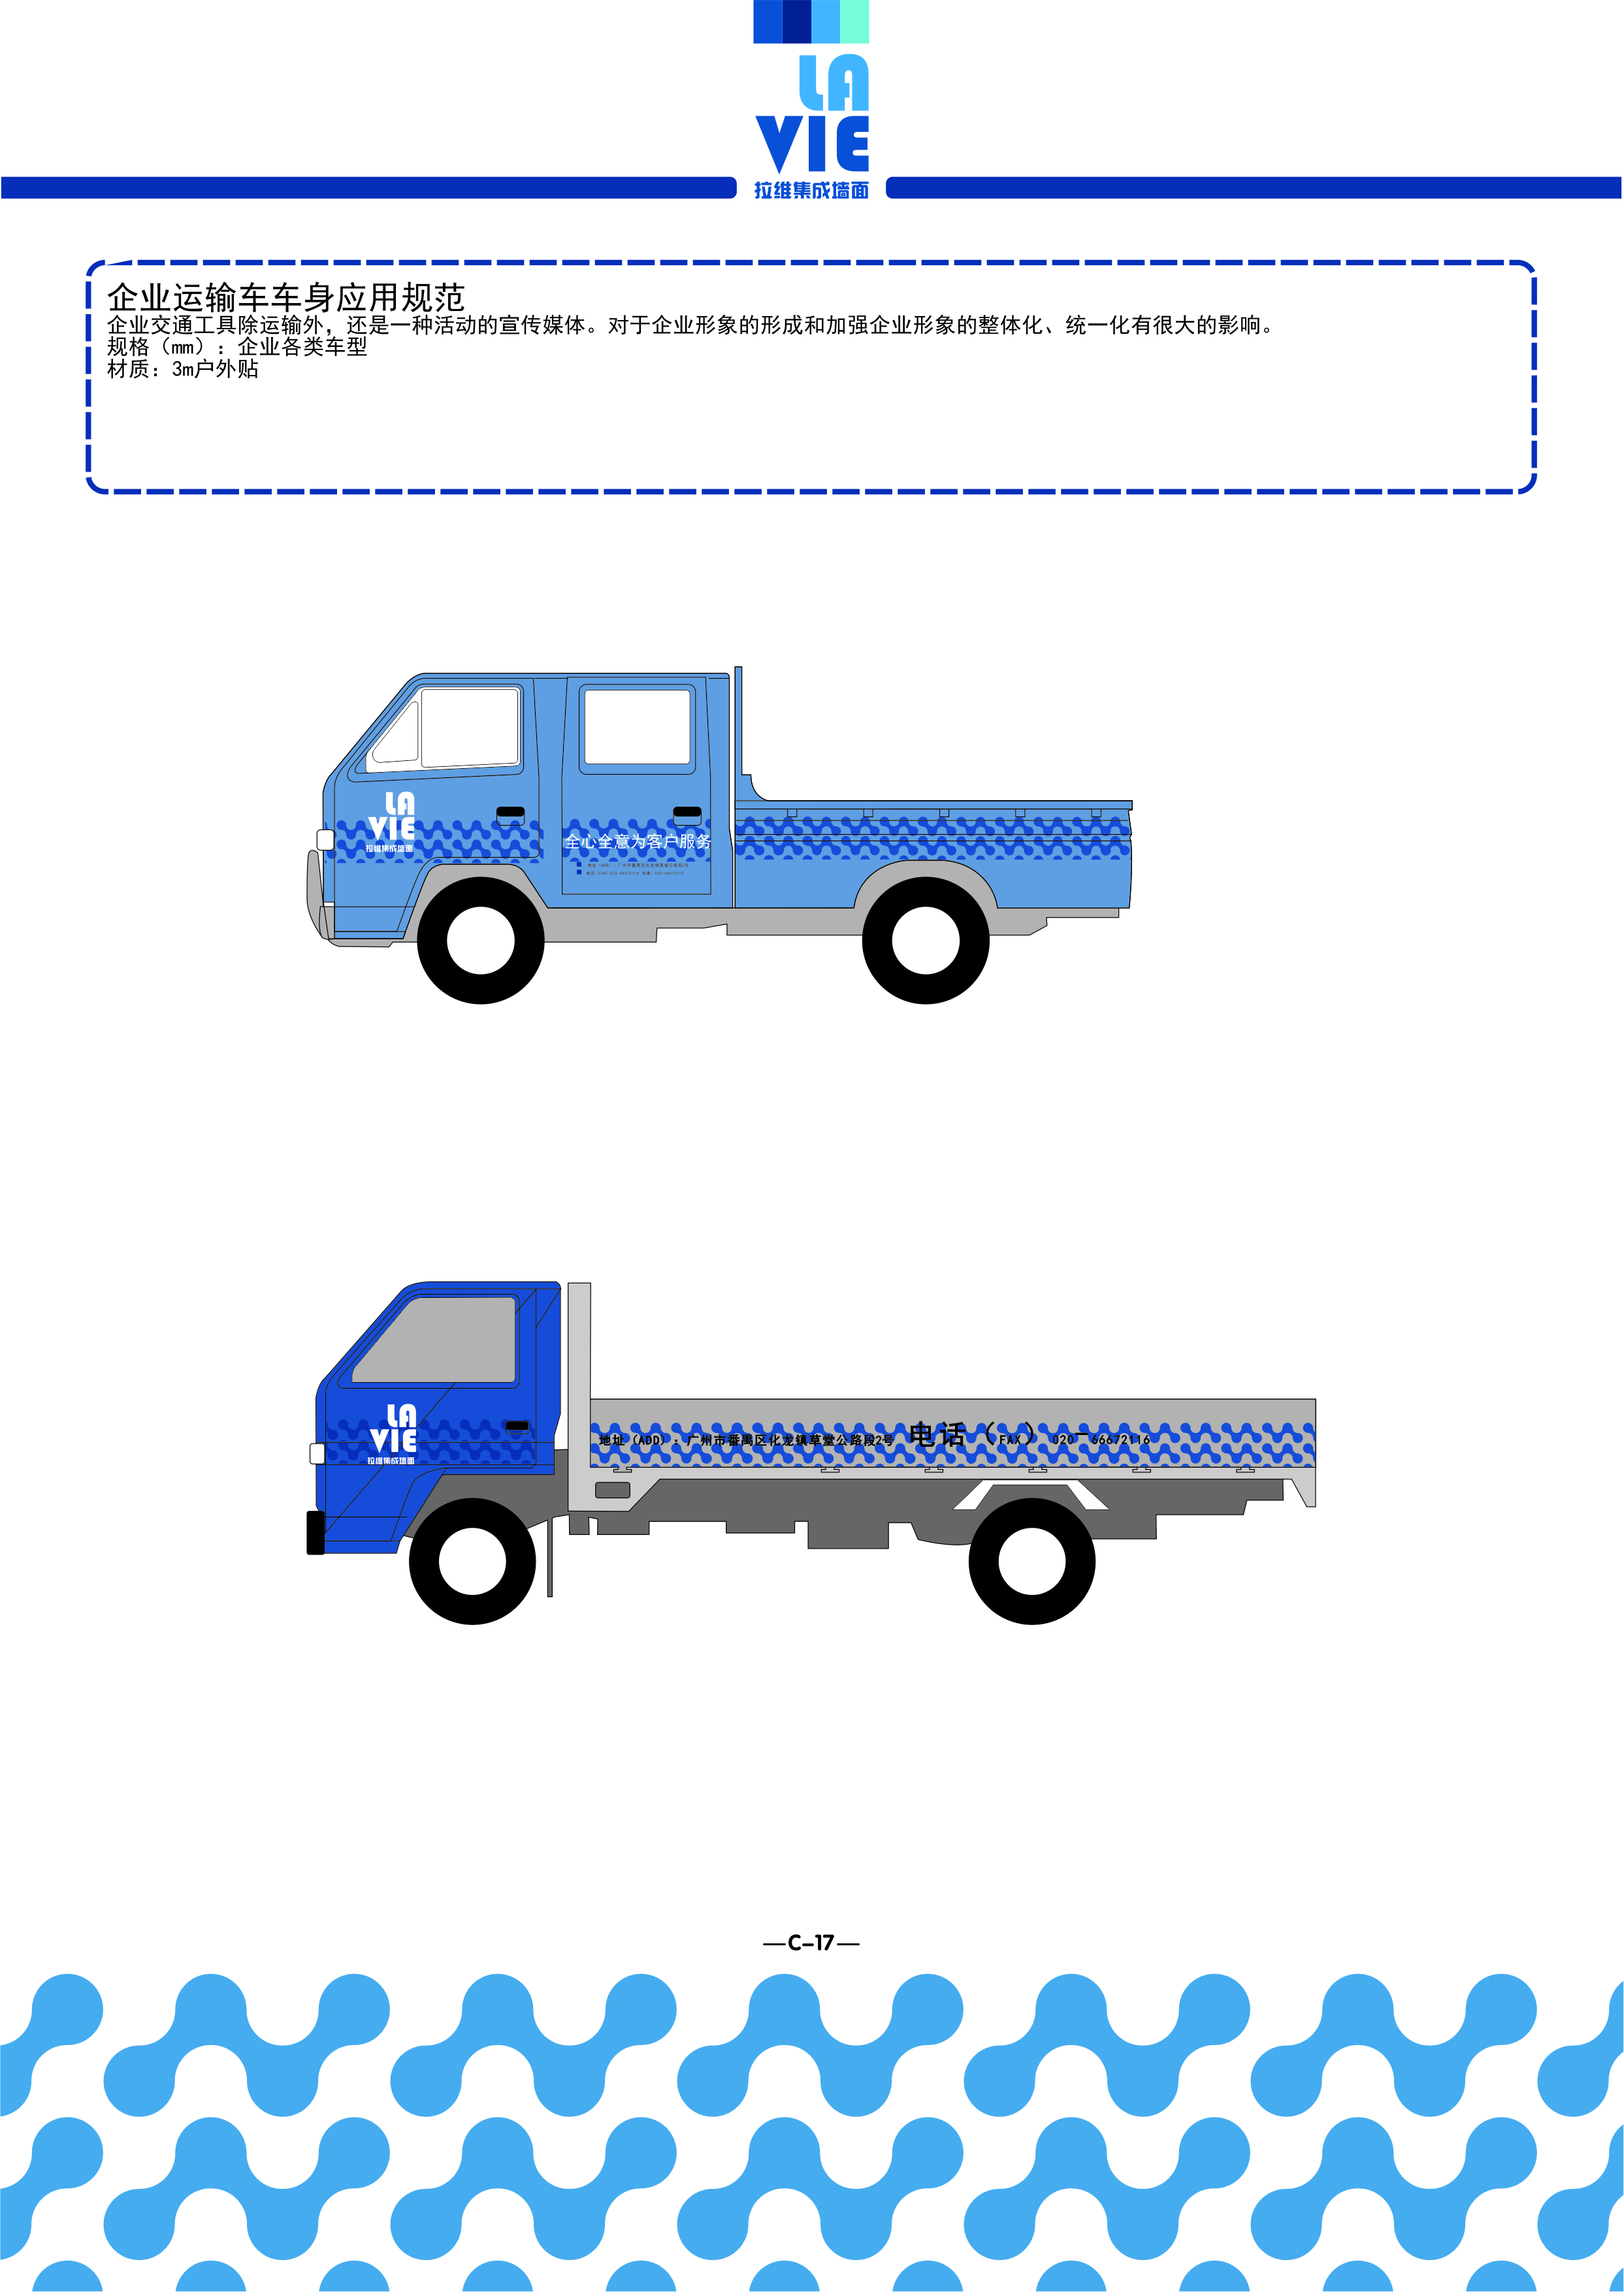 LA
VIE
拉维集成墙面
企业运输车车身应用规范
企业交通工具除运输外，还是一种活动的宣传媒体。对于企业形象的形成和加强企业形象的整体化、统一化有很大的影响。
规格（mm）：企业各类车型
材质：3m户外贴
LA
VIE
拉维集成墙面
全心全意为客户服务
LA
VIE
拉维集成墙面
地址（ADD）：广州市番禺区化龙镇草堂公路段2号 电话（FAX）020-66672116
—C-17—